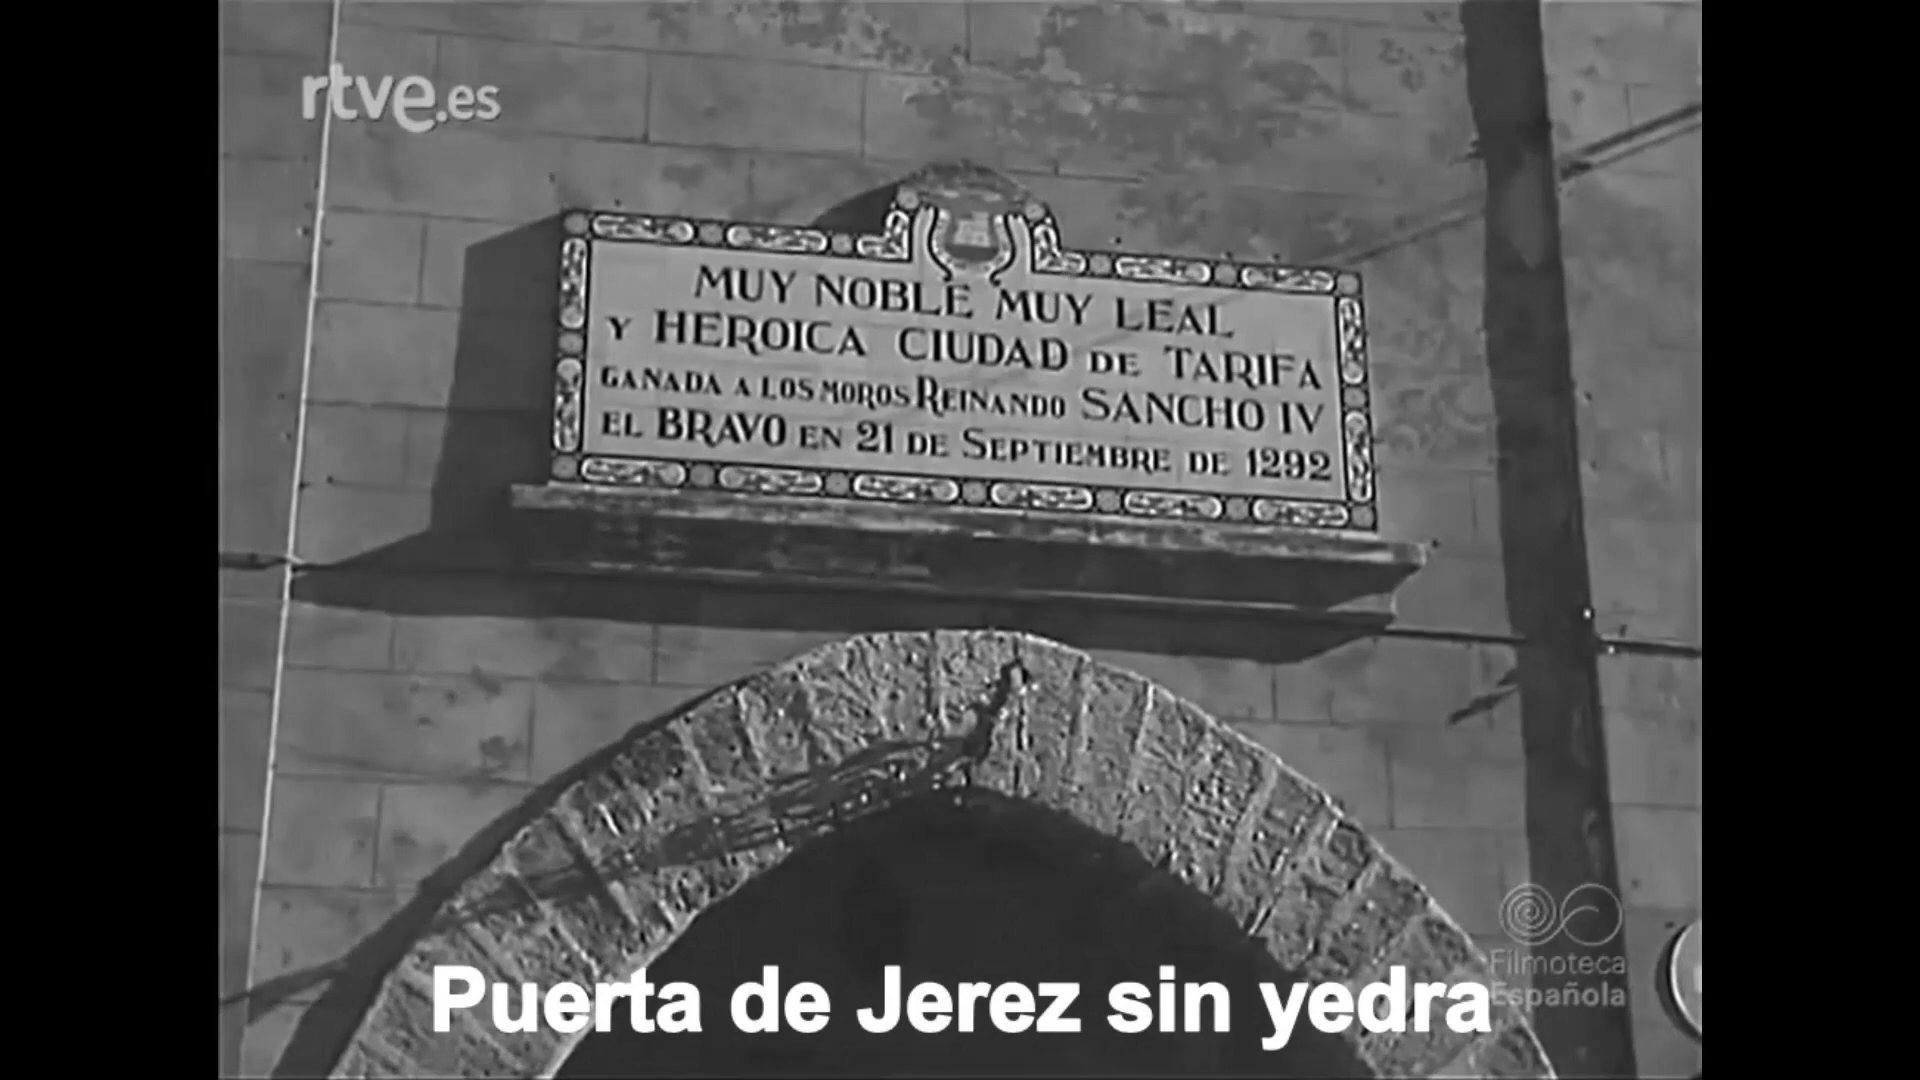 rtve.es
MUY NOBLE MUY LEAL
Y HEROICA CIUDAD DE TARIFA
GANADA A LOS MOROS REINANDO SANCHO IV
EL BRAVO EN 21 DE SEPTIEMBRE DE 1292
Filmoteca
Española
Puerta de Jerez sin yedra